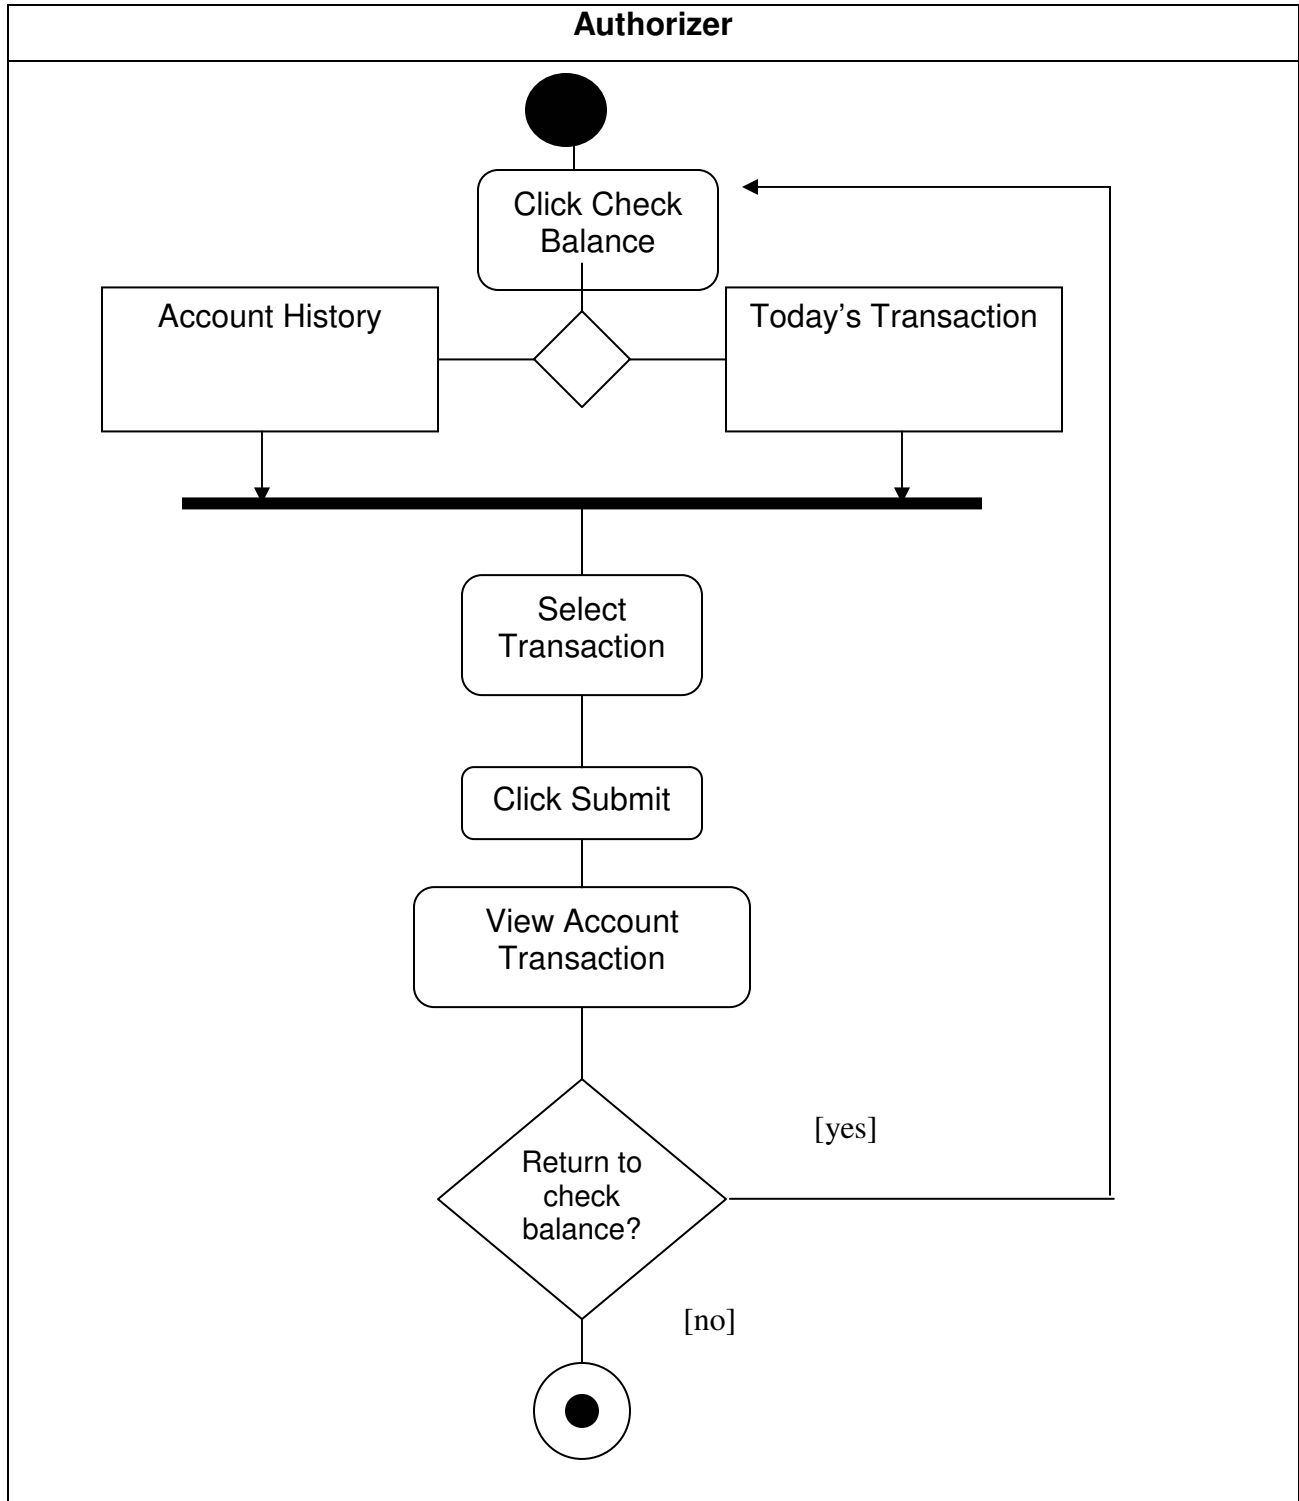 Authorizer
Click Check
Balance
Account History
Today's Transaction
Select
Transaction
Click Submit
View Account
Transaction
[yes]
Return to
check
balance?
[no]